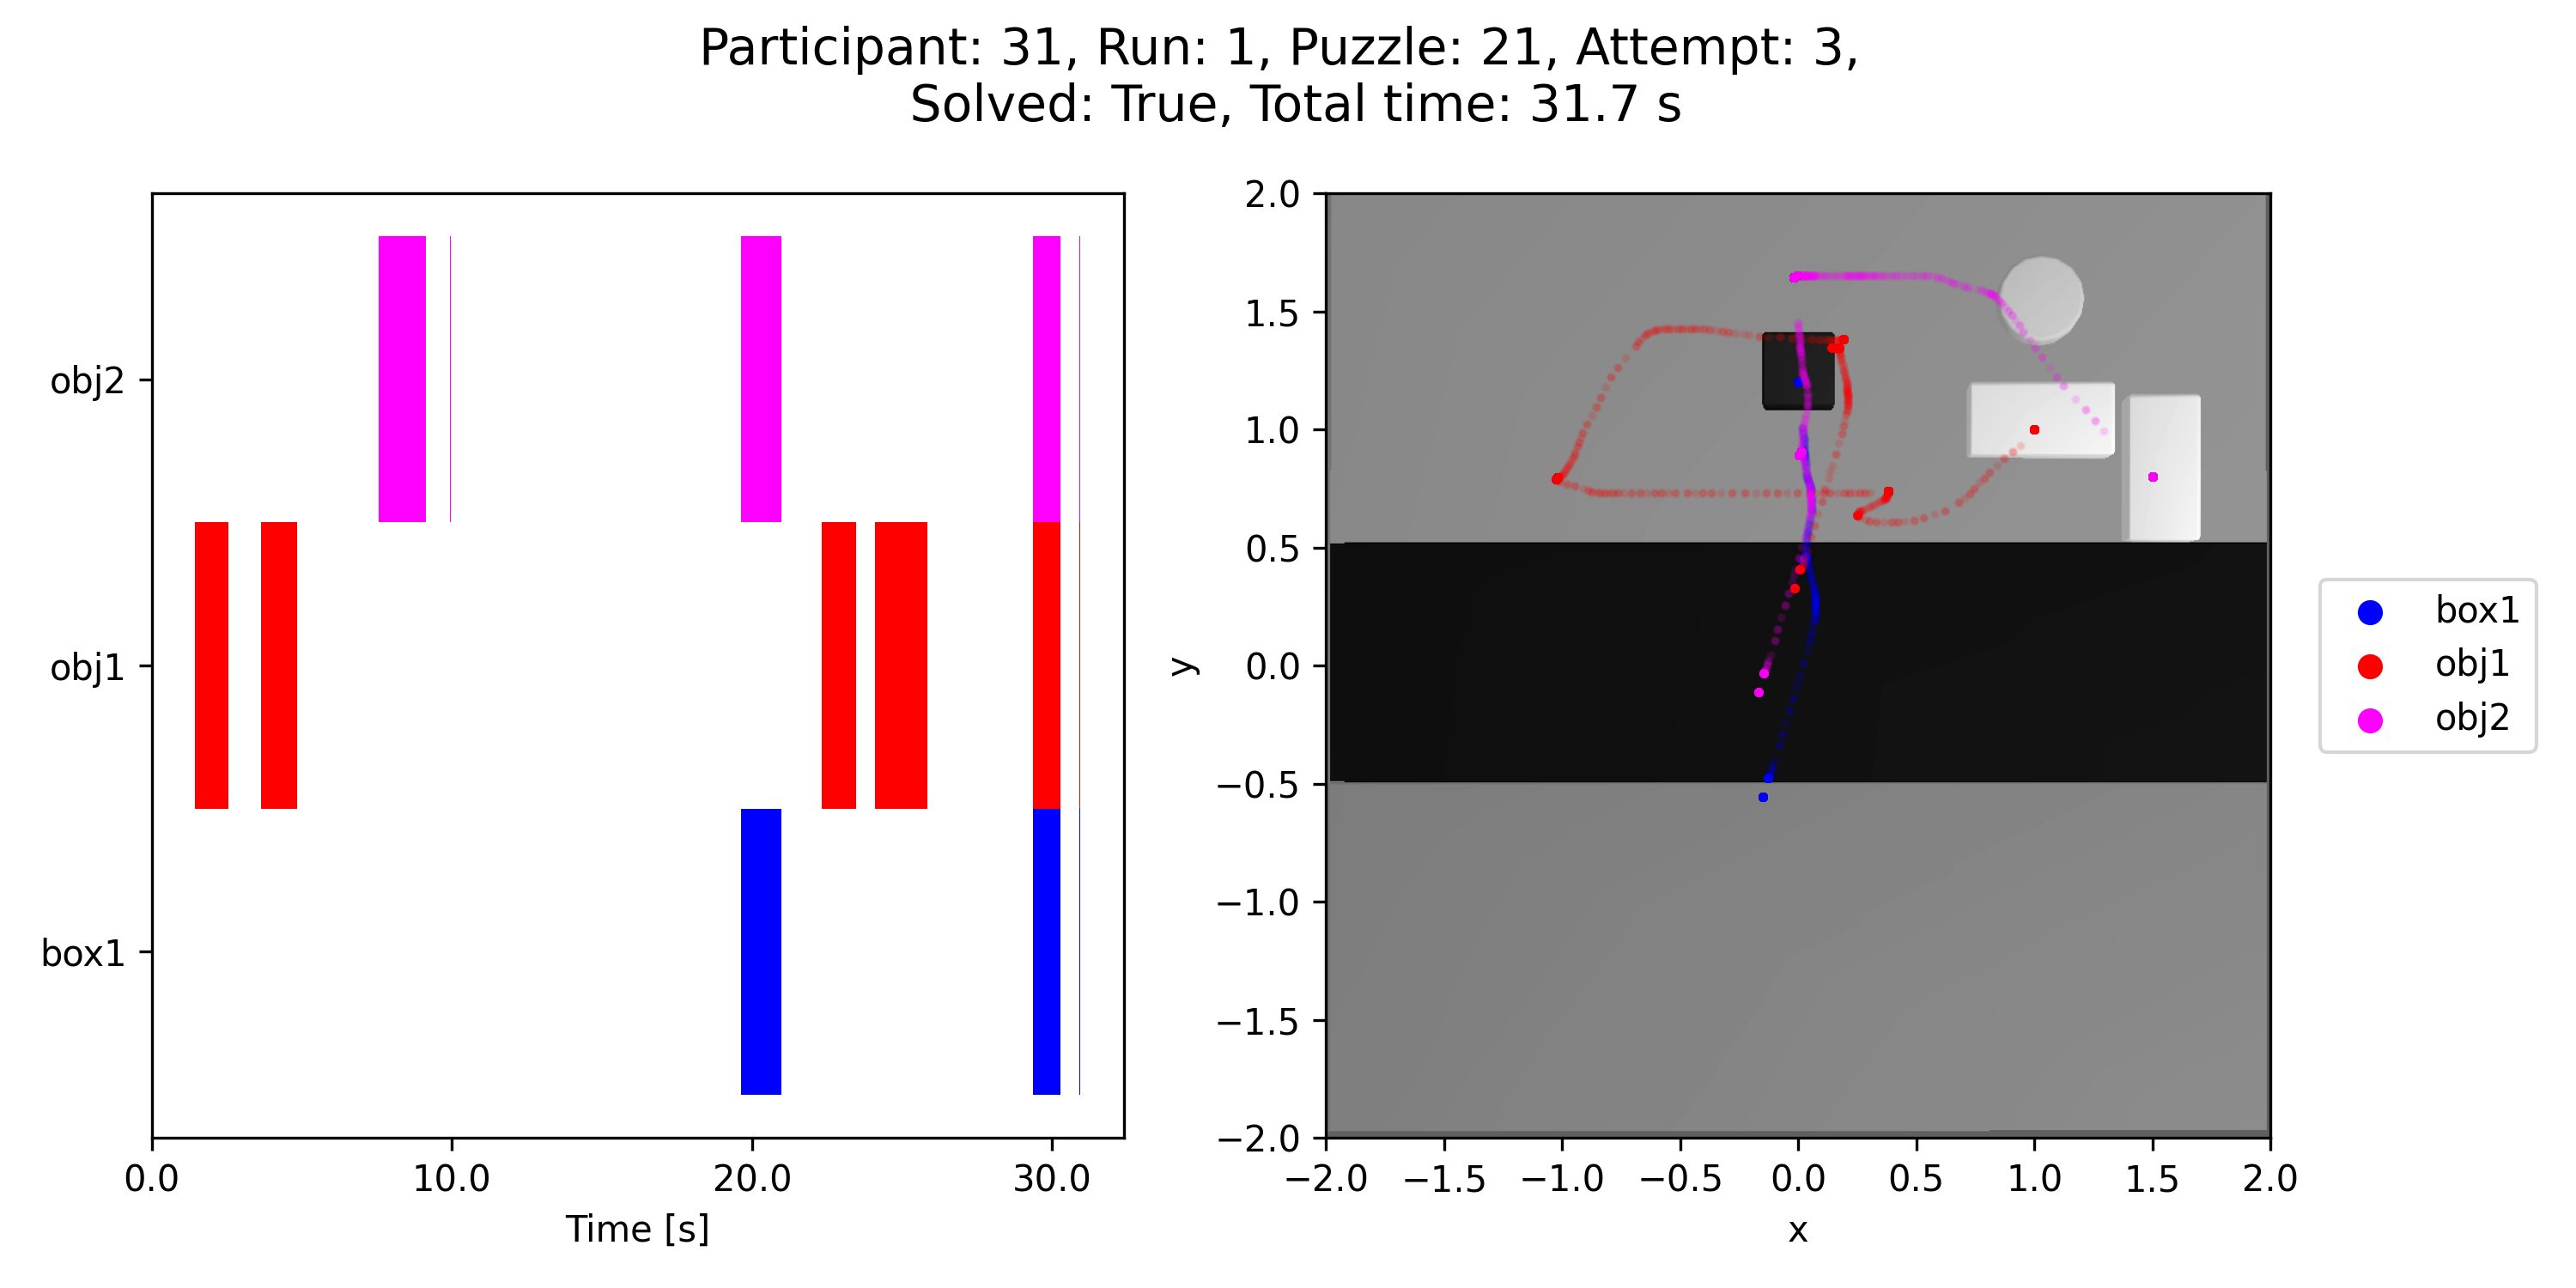 Participant: 31, Run: 1, Puzzle: 21, Attempt: 3,
Solved: True, Total time: 31.7 s
obj2
obj1
box1
0.0 10.0 20.0 30.0
Time [s]
2.0
1.5
1.0
0.5
0.0
−0.5
−1.0
−1.5
−2.0
y
−2.0 −1.5 −1.0 −0.5 0.0 0.5 1.0 1.5 2.0
x
box1
obj1
obj2